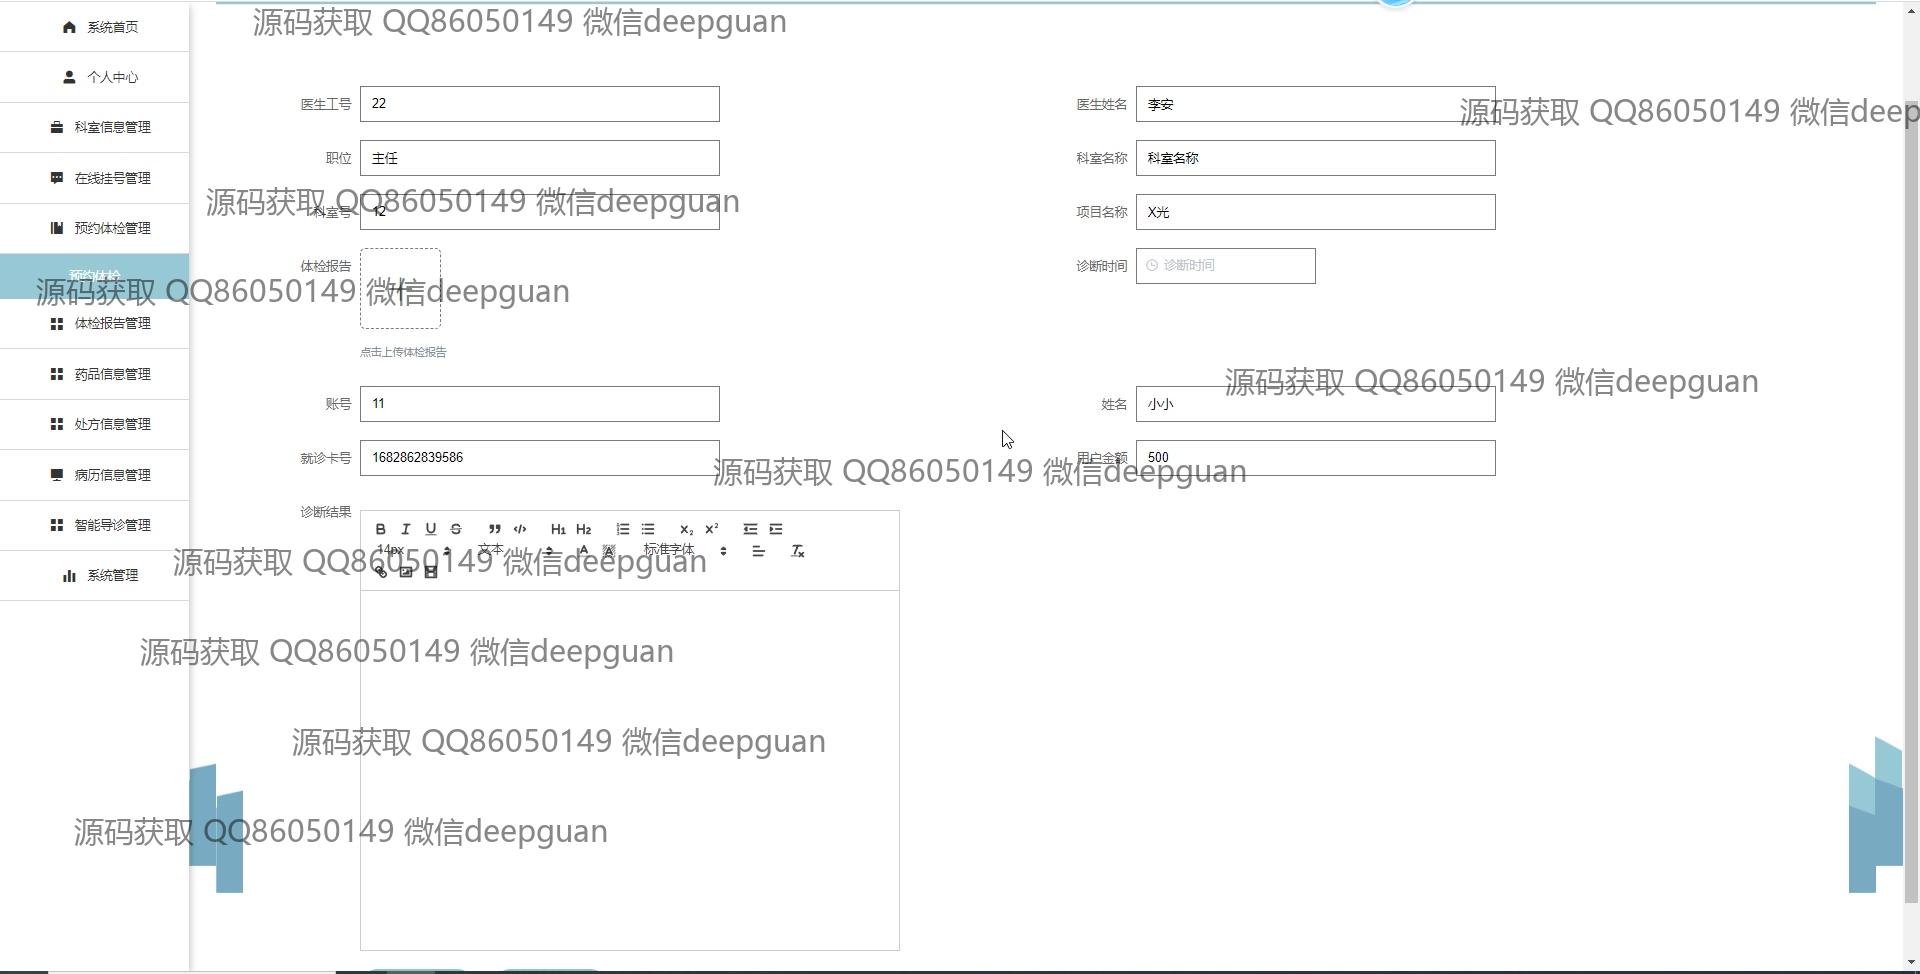 源码获取 QQ86050149 微信deepguan
系统首页
个人中心
科室信息管理
在线挂号管理
预约体检管理
预约体检
体检报告管理
药品信息管理
处方信息管理
病历信息管理
智能导诊管理
系统管理
医生工号 22
医生姓名 李安
源码获取 QQ86050149 微信deep
职位 主任
科室名称 科室名称
源码获取 QQ86050149 微信deepguan
科室号 12
项目名称 X光
体检报告
诊断时间 诊断时间
源码获取 QQ86050149 微信deepguan
点击上传体检报告
源码获取 QQ86050149 微信deepguan
账号 11
姓名 小小
就诊卡号 1682862839586
用户金额 500
源码获取 QQ86050149 微信deepguan
诊断结果
B I U S H1 H2 X2 X2
14px 文本 A A 标准字体 Tx
源码获取 QQ86050149 微信deepguan
源码获取 QQ86050149 微信deepguan
源码获取 QQ86050149 微信deepguan
源码获取 QQ86050149 微信deepguan